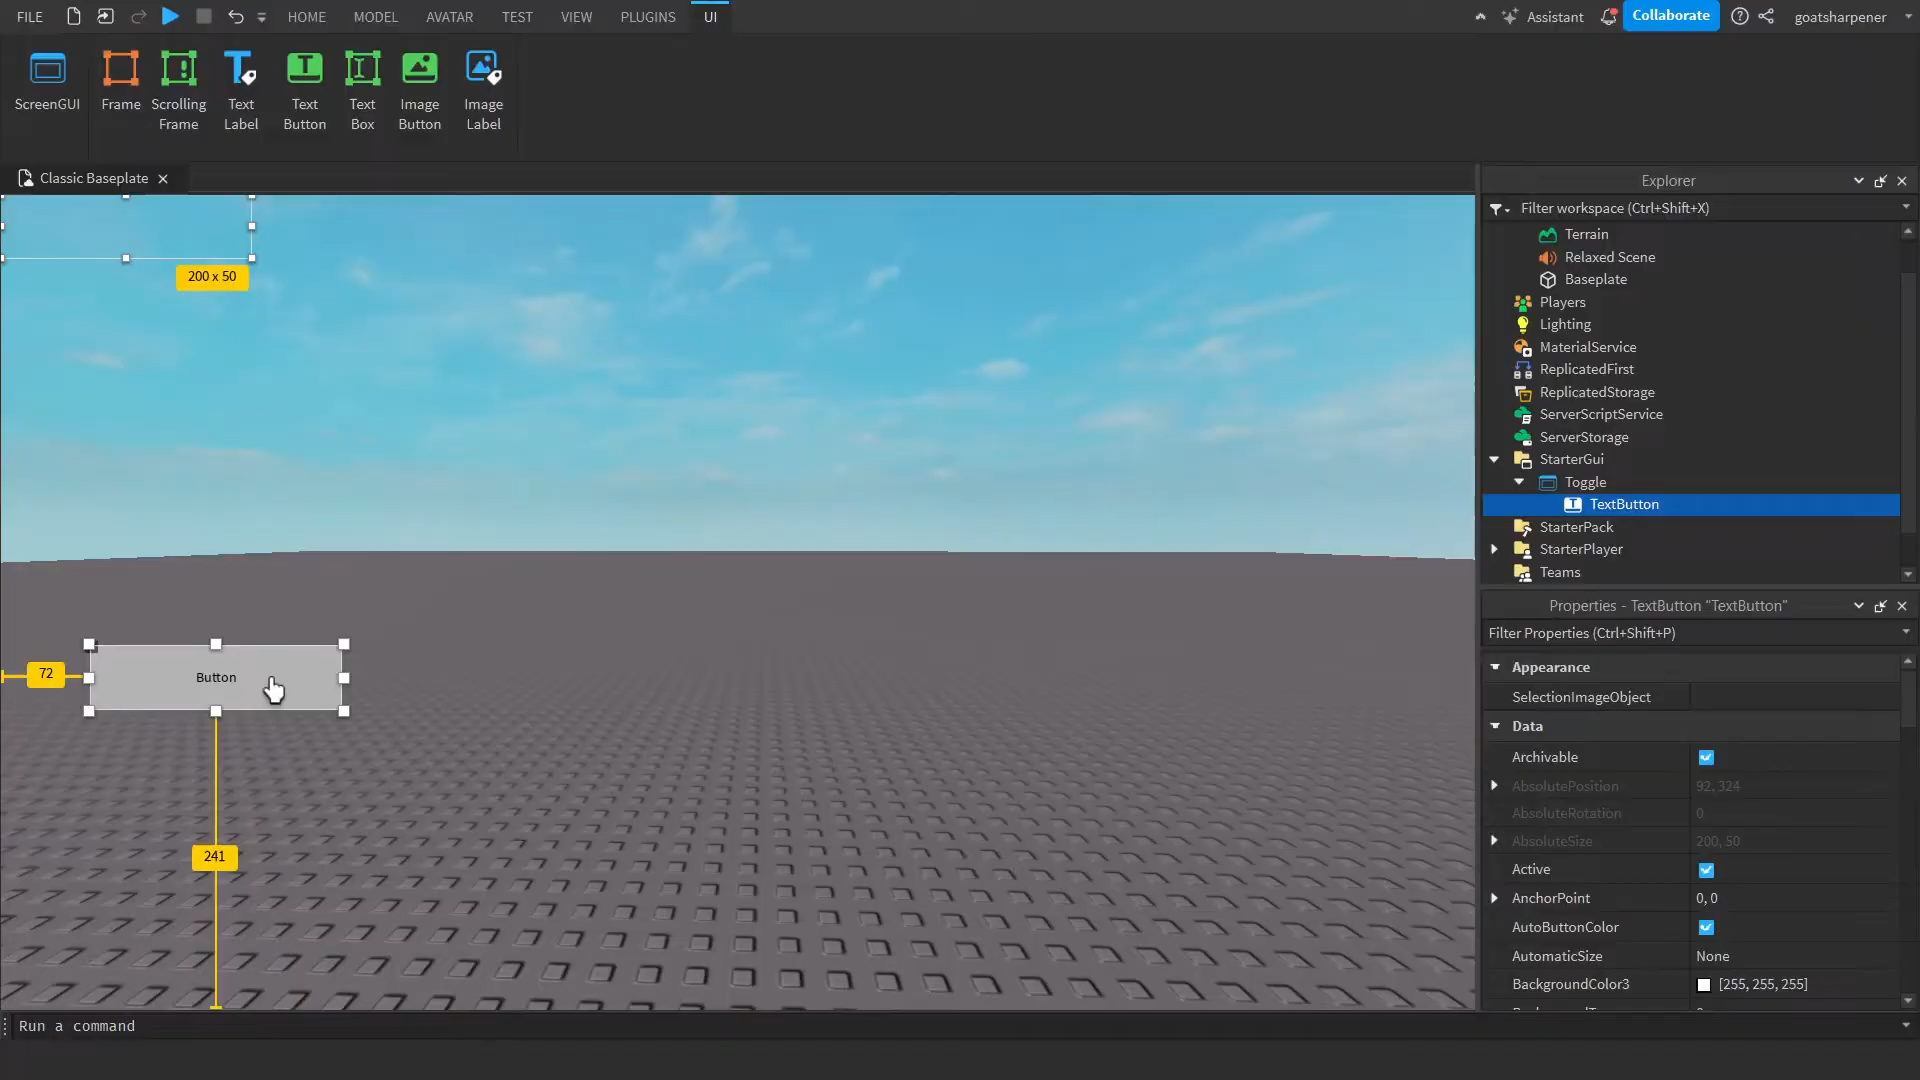 FILE
HOME
MODEL
AVATAR
TEST
VIEW
PLUGINS
UI
Assistant
Collaborate
goatsharpener
ScreenGUI
Frame
Scrolling
Frame
Text
Label
Text
Button
Text
Box
Image
Button
Image
Label
Classic Baseplate
200 x 50
72
Button
241
Run a command
Explorer
Filter workspace (Ctrl+Shift+X)
Terrain
Relaxed Scene
Baseplate
Players
Lighting
MaterialService
ReplicatedFirst
ReplicatedStorage
ServerScriptService
ServerStorage
StarterGui
Toggle
TextButton
StarterPack
StarterPlayer
Teams
Properties - TextButton "TextButton"
Filter Properties (Ctrl+Shift+P)
Appearance
SelectionImageObject
Data
Archivable
AbsolutePosition 92, 324
AbsoluteRotation 0
AbsoluteSize 200, 50
Active
AnchorPoint 0, 0
AutoButtonColor
AutomaticSize None
BackgroundColor3 [255, 255, 255]